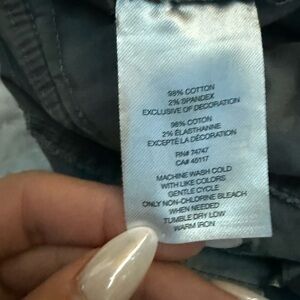 98% COTTON
2% SPANDEX
EXCLUSIVE OF DECORATION
98% COTON
2% ÉLASTHANNE
EXCEPTÉ LA DÉCORATION
RN# 74747
CA# 45117
MACHINE WASH COLD
WITH LIKE COLORS
GENTLE CYCLE
ONLY NON-CHLORINE BLEACH
WHEN NEEDED
TUMBLE DRY LOW
WARM IRON